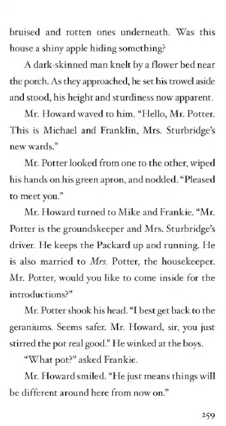 bruised and rotten ones underneath. Was this
house a shiny apple hiding something?
A dark-skinned man knelt by a flower bed near
the porch. As they approached, he set his trowel aside
and stood, his height and sturdiness now apparent.
Mr. Howard waved to him. “Hello, Mr. Potter.
This is Michael and Franklin, Mrs. Sturbridge’s
new wards.”
Mr. Potter looked from one to the other, wiped
his hands on his green apron, and nodded. “Pleased
to meet you.”
Mr. Howard turned to Mike and Frankie. “Mr.
Potter is the groundskeeper and Mrs. Sturbridge’s
driver. He keeps the Packard up and running. He
is also married to Mrs. Potter, the housekeeper.
Mr. Potter, would you like to come inside for the
introductions?”
Mr. Potter shook his head. “I best get back to the
geraniums. Seems safer. Mr. Howard, sir, you just
stirred the pot real good.” He winked at the boys.
“What pot?” asked Frankie.
Mr. Howard smiled. “He just means things will
be different around here from now on.”
259